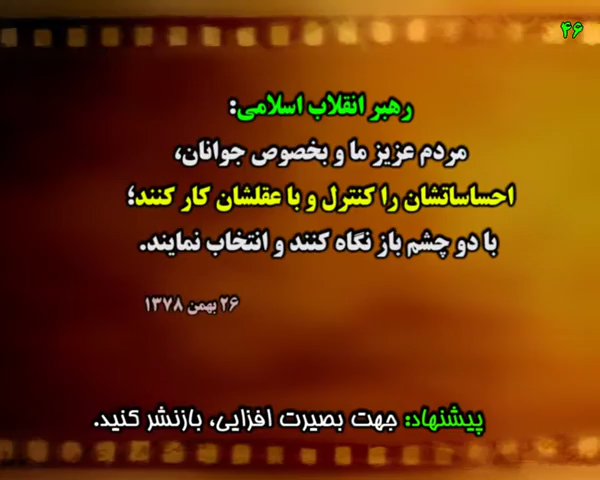 ۴۶
رهبر انقلاب اسلامی:
مردم عزیز ما و بخصوص جوانان،
احساساتشان را کنترل و با عقلشان کار کنند؛
با دو چشم باز نگاه کنند و انتخاب نمایند.
۲۶ بهمن ۱۳۷۸
پیشنهاد: جهت بصیرت افزایی، بازنشر کنید.